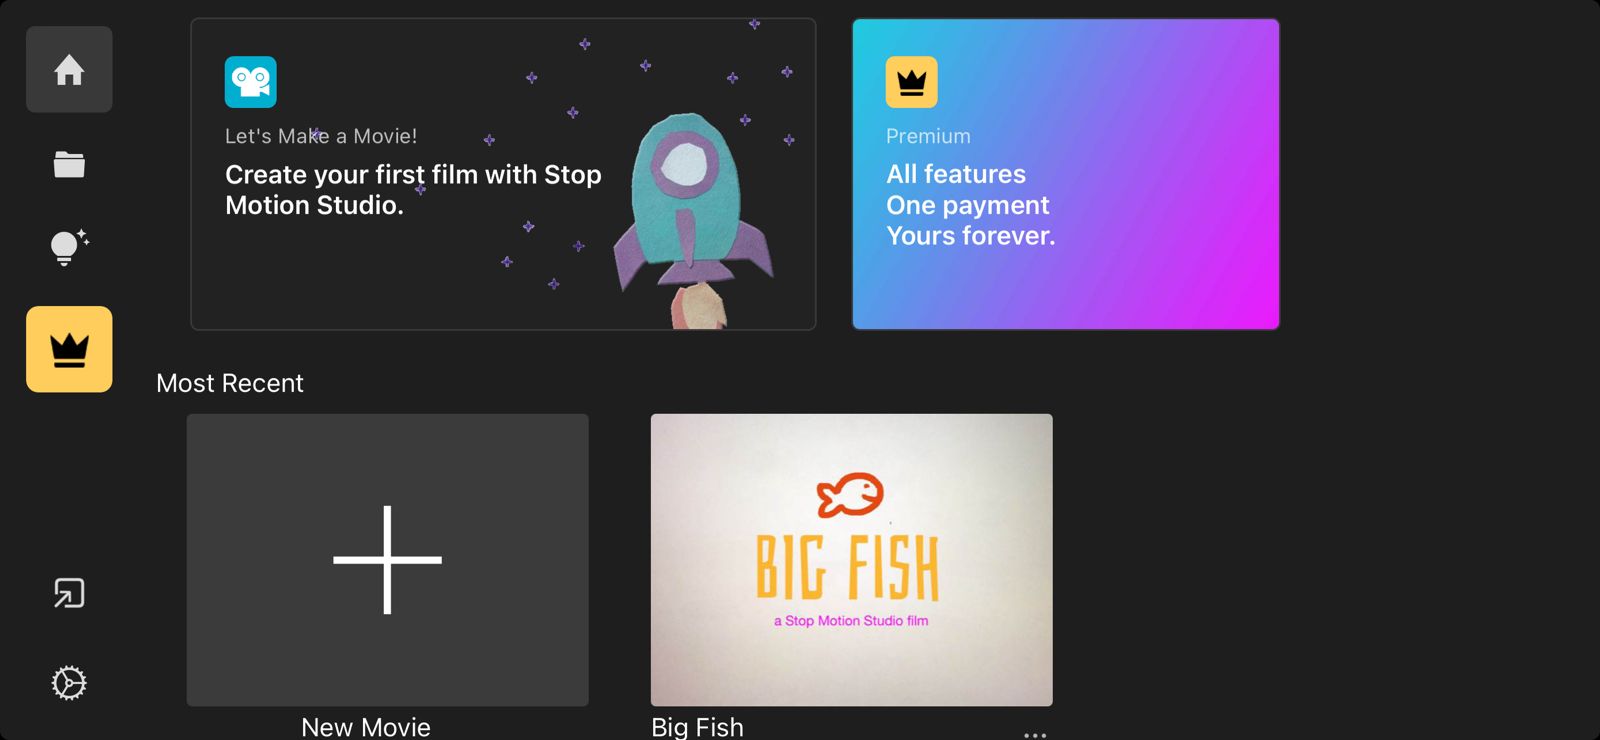 Let's Make a Movie!
Create your first film with Stop
Motion Studio.
Premium
All features
One payment
Yours forever.
Most Recent
BIG FISH
a Stop Motion Studio film
New Movie
Big Fish
...